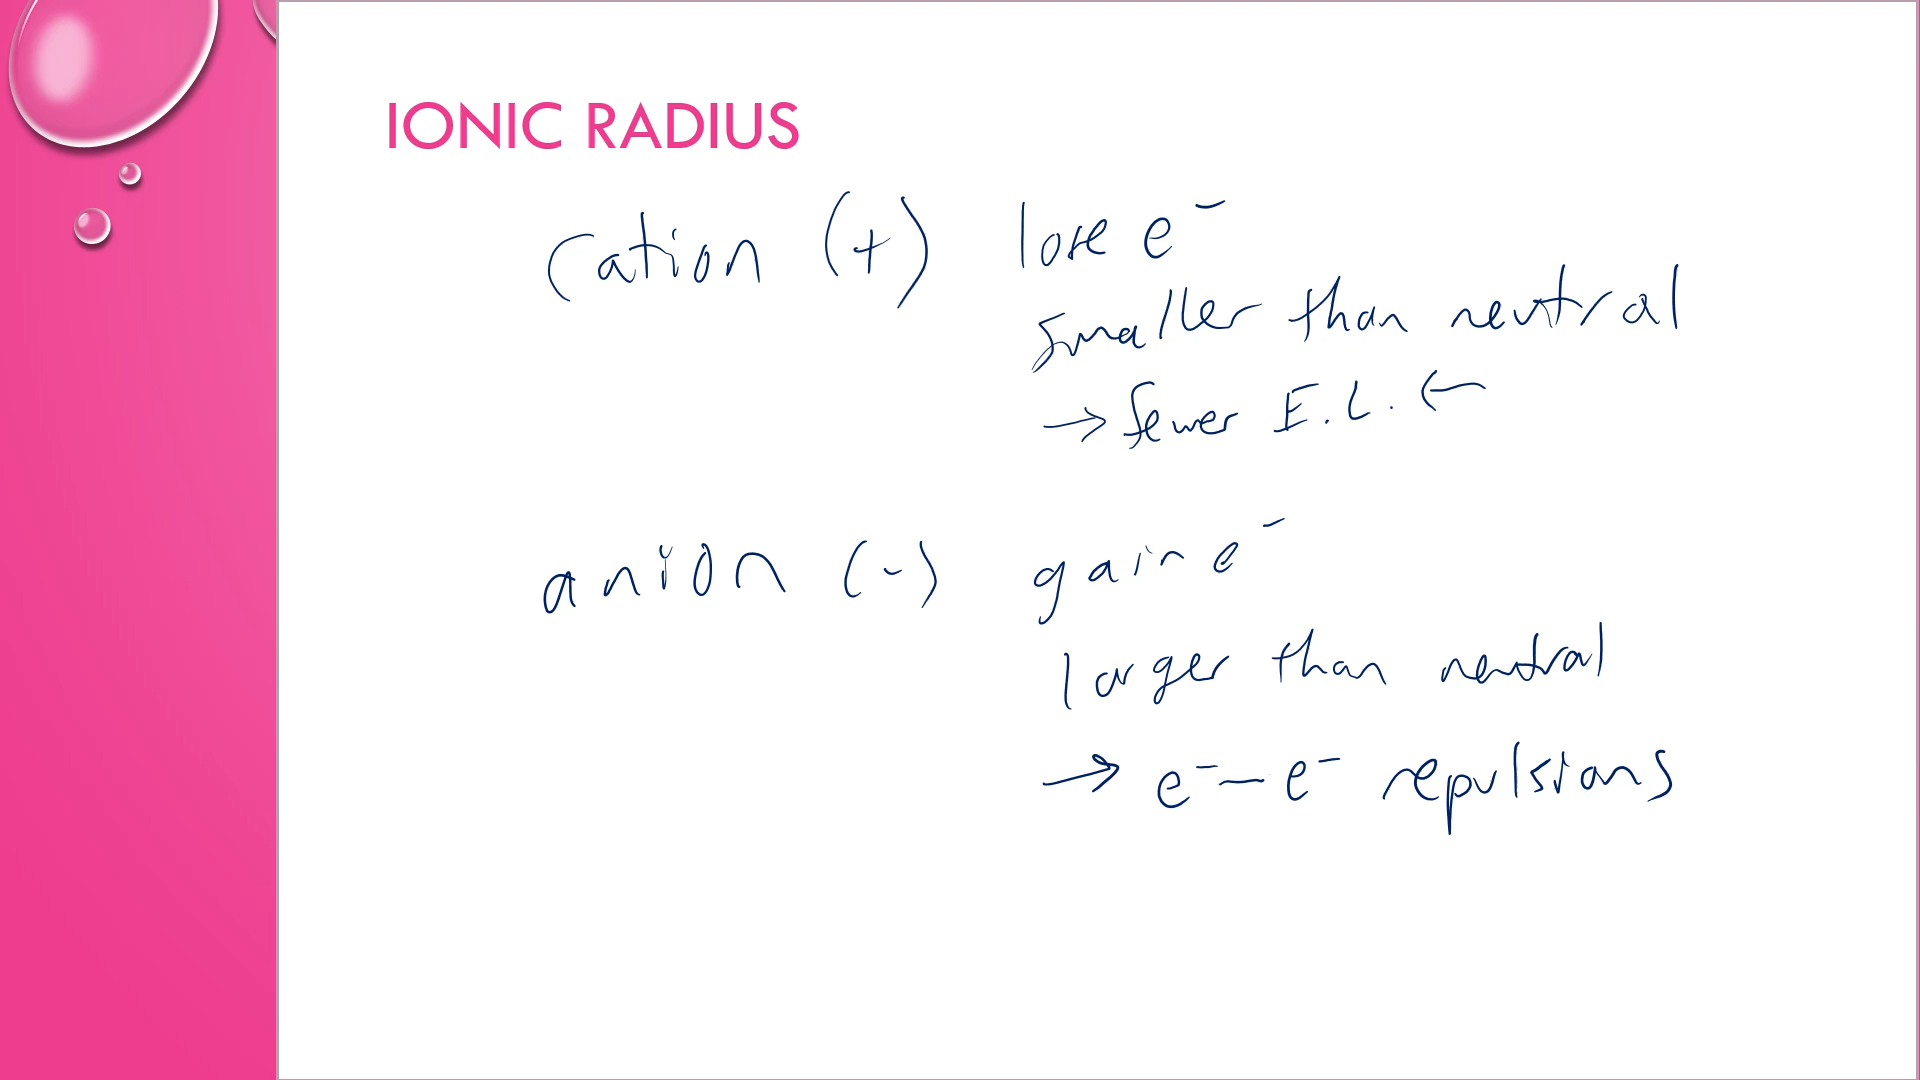 IONIC RADIUS
cation (+) lose e⁻
smaller than neutral
→ fewer E.L. ←
anion (-) gain e⁻
larger than neutral
→ e⁻ — e⁻ repulsions